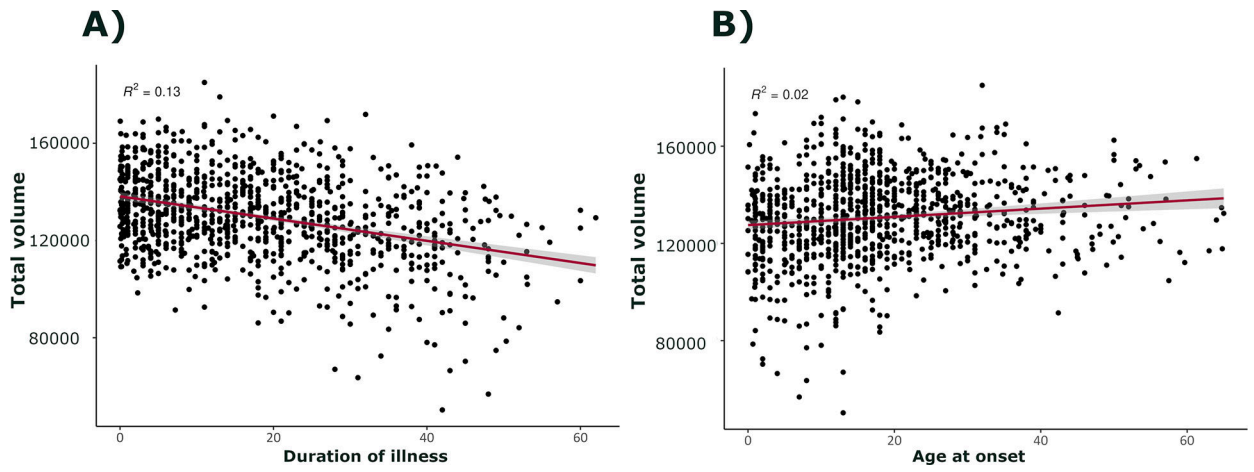 A)
R² = 0.13
Total volume
160000
120000
80000
0 20 40 60
Duration of illness
B)
R² = 0.02
Total volume
160000
120000
80000
0 20 40 60
Age at onset